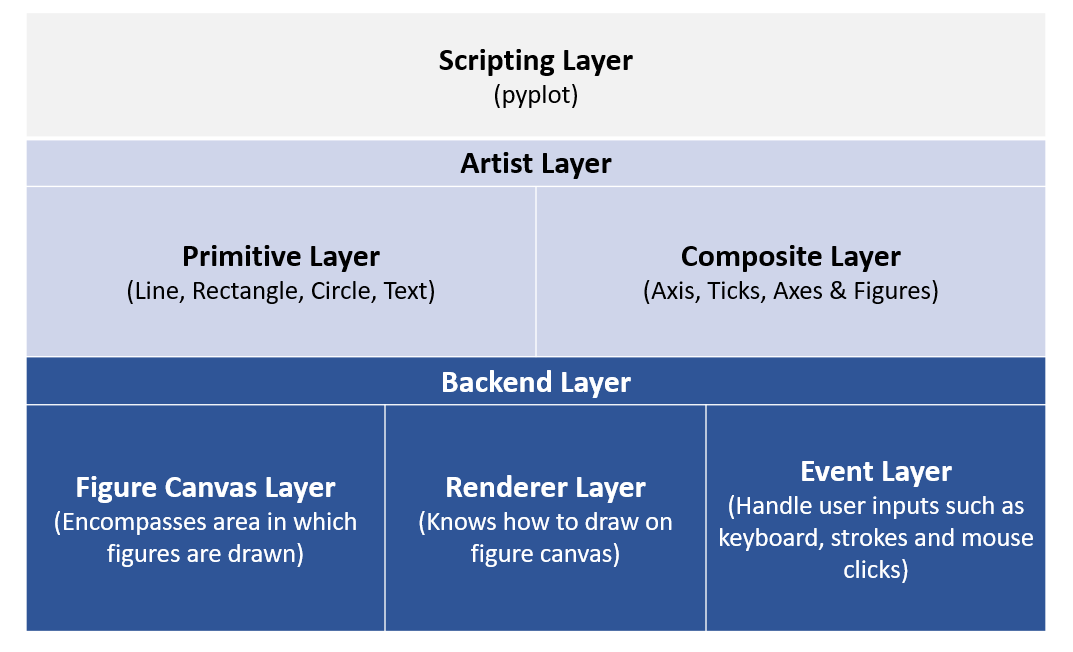 Scripting Layer
(pyplot)
Artist Layer
Primitive Layer
(Line, Rectangle, Circle, Text)
Composite Layer
(Axis, Ticks, Axes & Figures)
Backend Layer
Figure Canvas Layer
(Encompasses area in which
figures are drawn)
Renderer Layer
(Knows how to draw on
figure canvas)
Event Layer
(Handle user inputs such as
keyboard, strokes and mouse
clicks)